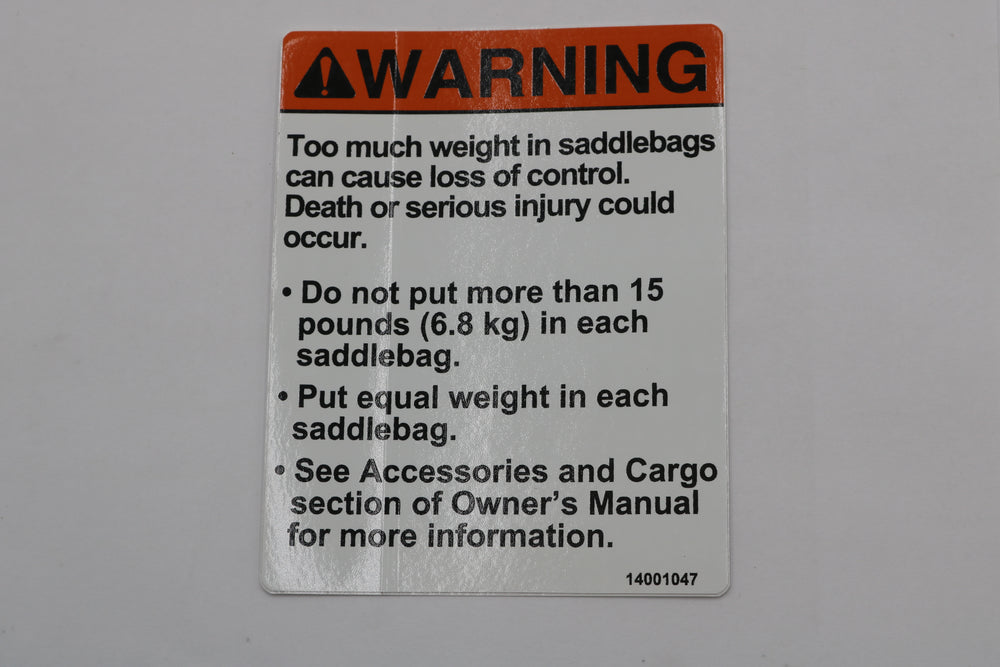 WARNING
Too much weight in saddlebags
can cause loss of control.
Death or serious injury could
occur.
• Do not put more than 15
pounds (6.8 kg) in each
saddlebag.
• Put equal weight in each
saddlebag.
• See Accessories and Cargo
section of Owner's Manual
for more information.
14001047